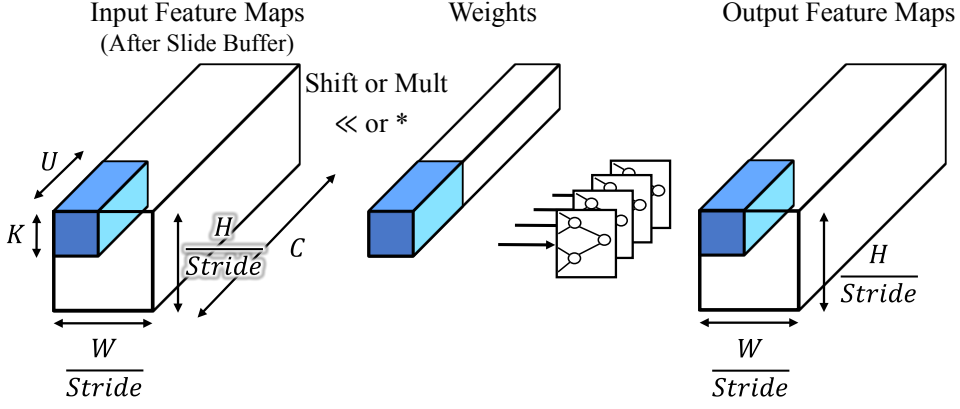 Input Feature Maps
(After Slide Buffer)
Weights
Output Feature Maps
Shift or Mult
≪ or *
U
K
H
Stride
C
W
Stride
H
Stride
W
Stride